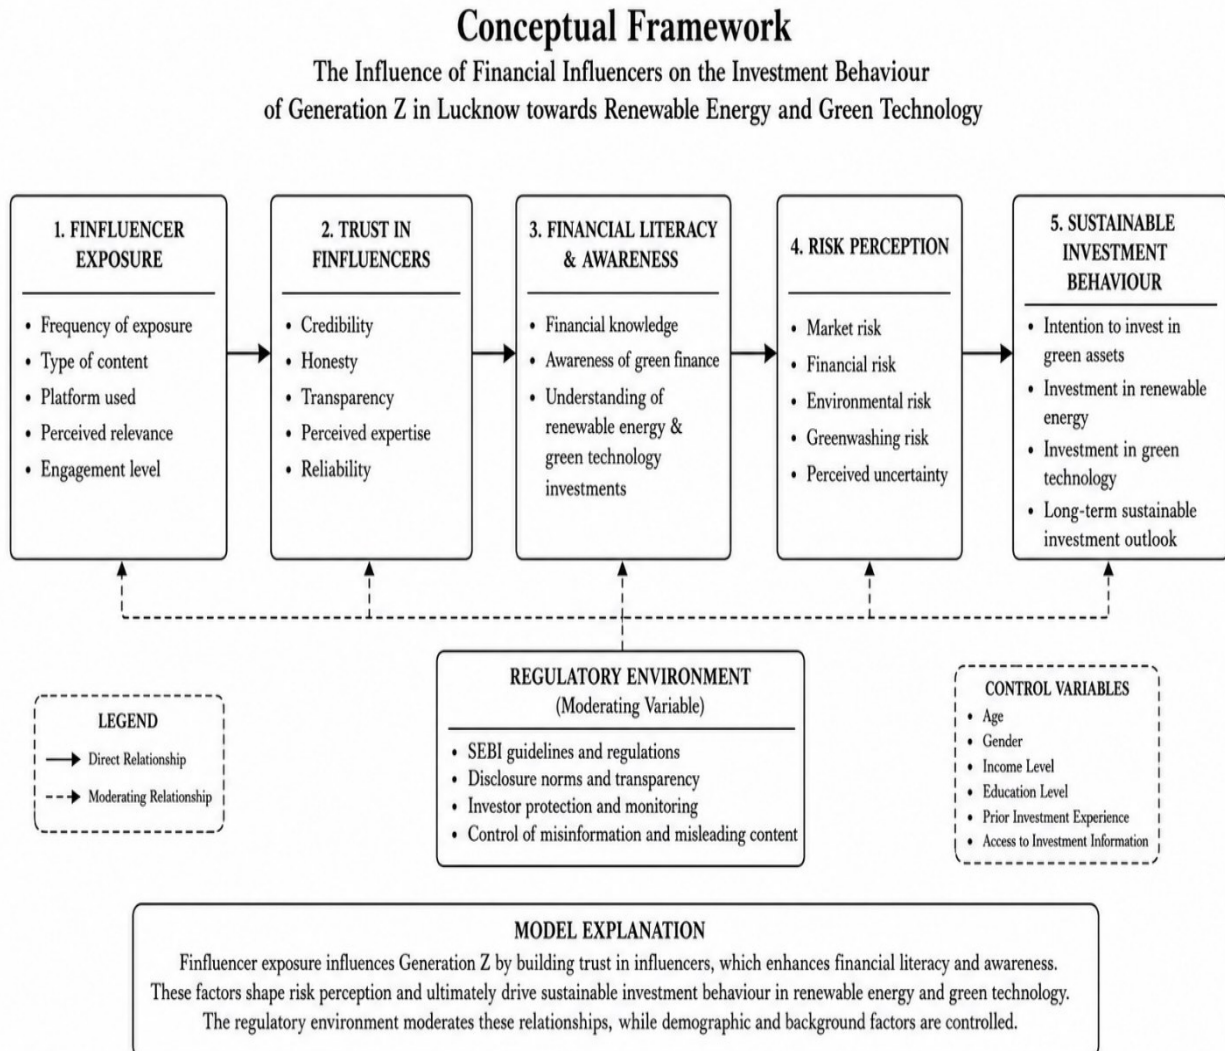 Conceptual Framework
The Influence of Financial Influencers on the Investment Behaviour
of Generation Z in Lucknow towards Renewable Energy and Green Technology
1. FINFLUENCER
EXPOSURE
• Frequency of exposure
• Type of content
• Platform used
• Perceived relevance
• Engagement level
2. TRUST IN
FINFLUENCERS
• Credibility
• Honesty
• Transparency
• Perceived expertise
• Reliability
3. FINANCIAL LITERACY
& AWARENESS
• Financial knowledge
• Awareness of green finance
• Understanding of
renewable energy &
green technology
investments
4. RISK PERCEPTION
• Market risk
• Financial risk
• Environmental risk
• Greenwashing risk
• Perceived uncertainty
5. SUSTAINABLE
INVESTMENT
BEHAVIOUR
• Intention to invest in
green assets
• Investment in renewable
energy
• Investment in green
technology
• Long-term sustainable
investment outlook
LEGEND
Direct Relationship
Moderating Relationship
REGULATORY ENVIRONMENT
(Moderating Variable)
• SEBI guidelines and regulations
• Disclosure norms and transparency
• Investor protection and monitoring
• Control of misinformation and misleading content
CONTROL VARIABLES
• Age
• Gender
• Income Level
• Education Level
• Prior Investment Experience
• Access to Investment Information
MODEL EXPLANATION
Finfluencer exposure influences Generation Z by building trust in influencers, which enhances financial literacy and awareness.
These factors shape risk perception and ultimately drive sustainable investment behaviour in renewable energy and green technology.
The regulatory environment moderates these relationships, while demographic and background factors are controlled.